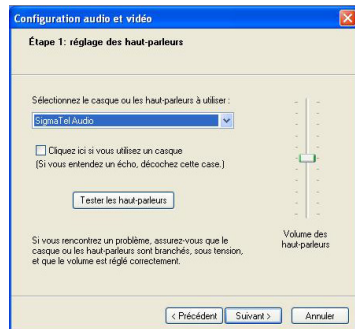 Configuration audio et vidéo
Étape 1: réglage des haut-parleurs
Sélectionnez le casque ou les haut-parleurs à utiliser :
SigmaTel Audio
Cliquez ici si vous utilisez un casque
(Si vous entendez un écho, décochez cette case.)
Tester les haut-parleurs
Si vous rencontrez un problème, assurez-vous que le
casque ou les haut-parleurs sont branchés, sous tension,
et que le volume est réglé correctement.
Volume des
haut-parleurs
< Précédent
Suivant >
Annuler